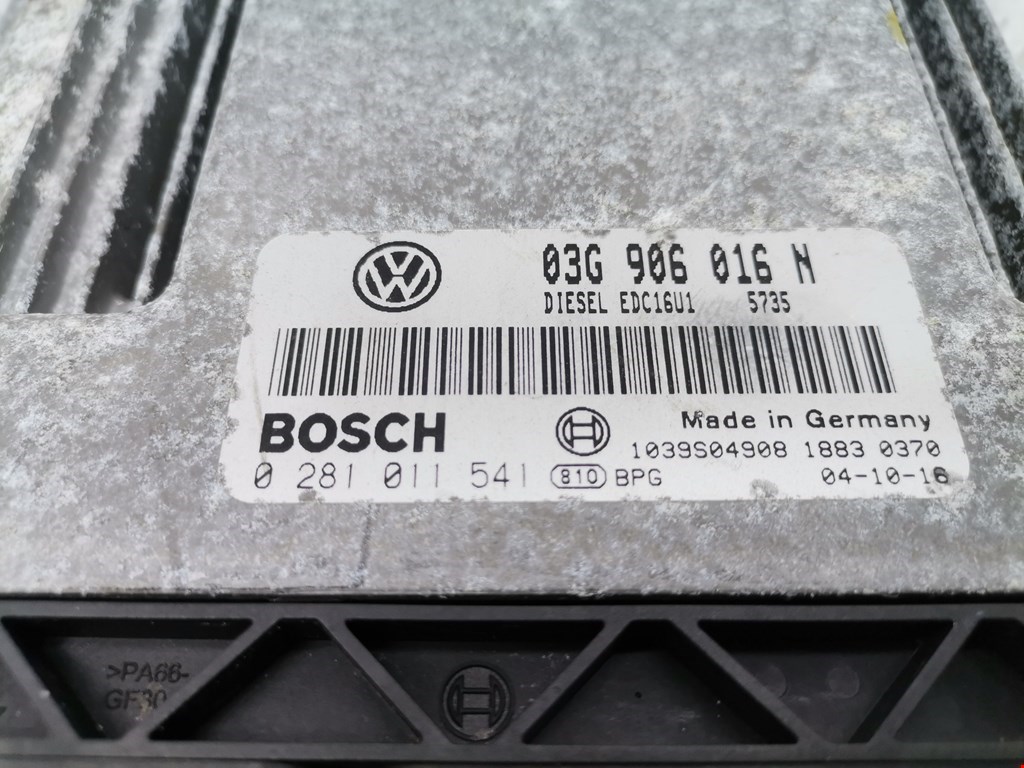 VW
03G 906 016 N
DIESEL EDC16U1 5735
BOSCH
Made in Germany
1039S04908 1883 0370
0 281 011 541 810 BPG
04-10-16
>PA66-
GF30